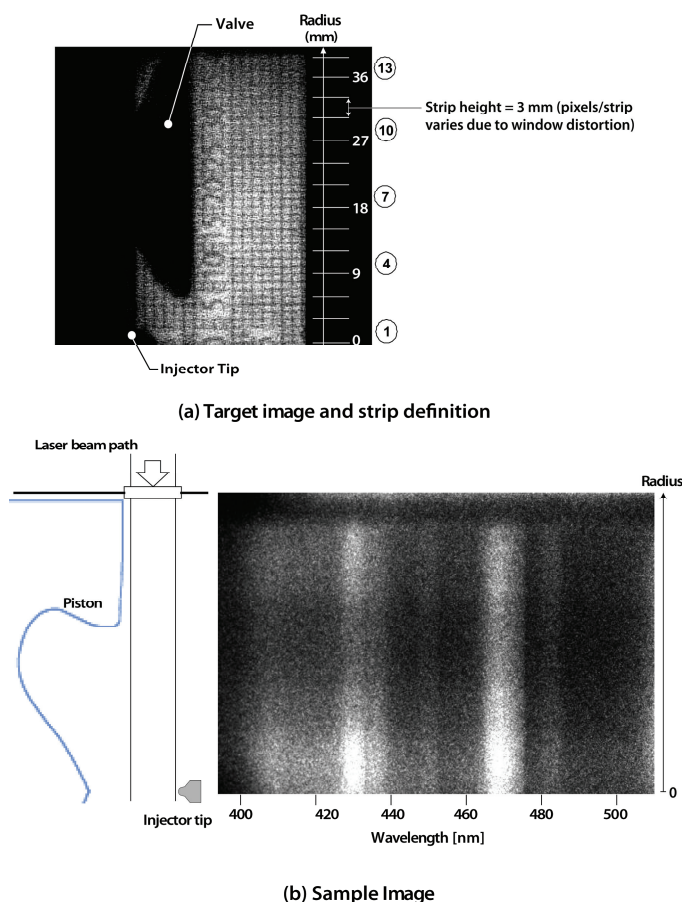 Valve
Radius
(mm)
36
13
Strip height = 3 mm (pixels/strip
varies due to window distortion)
10
27
7
18
4
9
1
0
Injector Tip
(a) Target image and strip definition
Laser beam path
Radius
Piston
0
Injector tip
400
420
440
460
480
500
Wavelength [nm]
(b) Sample Image